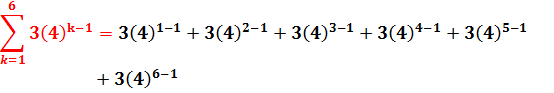 6
∑ 3(4)ᵏ⁻¹ = 3(4)¹⁻¹ + 3(4)²⁻¹ + 3(4)³⁻¹ + 3(4)⁴⁻¹ + 3(4)⁵⁻¹
k=1
+ 3(4)⁶⁻¹